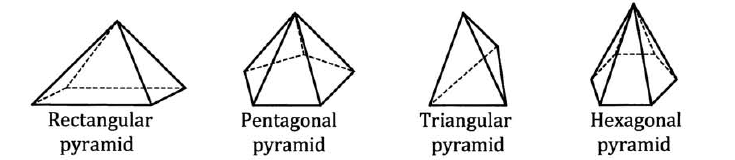 Rectangular
pyramid
Pentagonal
pyramid
Triangular
pyramid
Hexagonal
pyramid